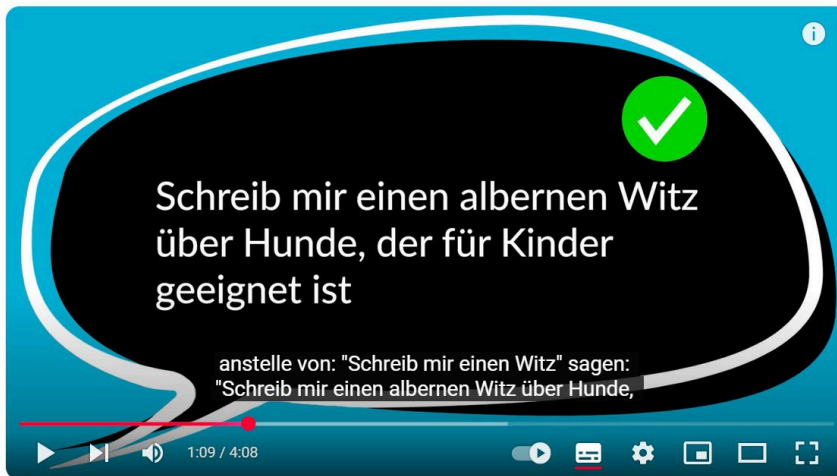 Schreib mir einen albernen Witz
über Hunde, der für Kinder
geeignet ist
anstelle von: "Schreib mir einen Witz" sagen:
"Schreib mir einen albernen Witz über Hunde,
1:09 / 4:08